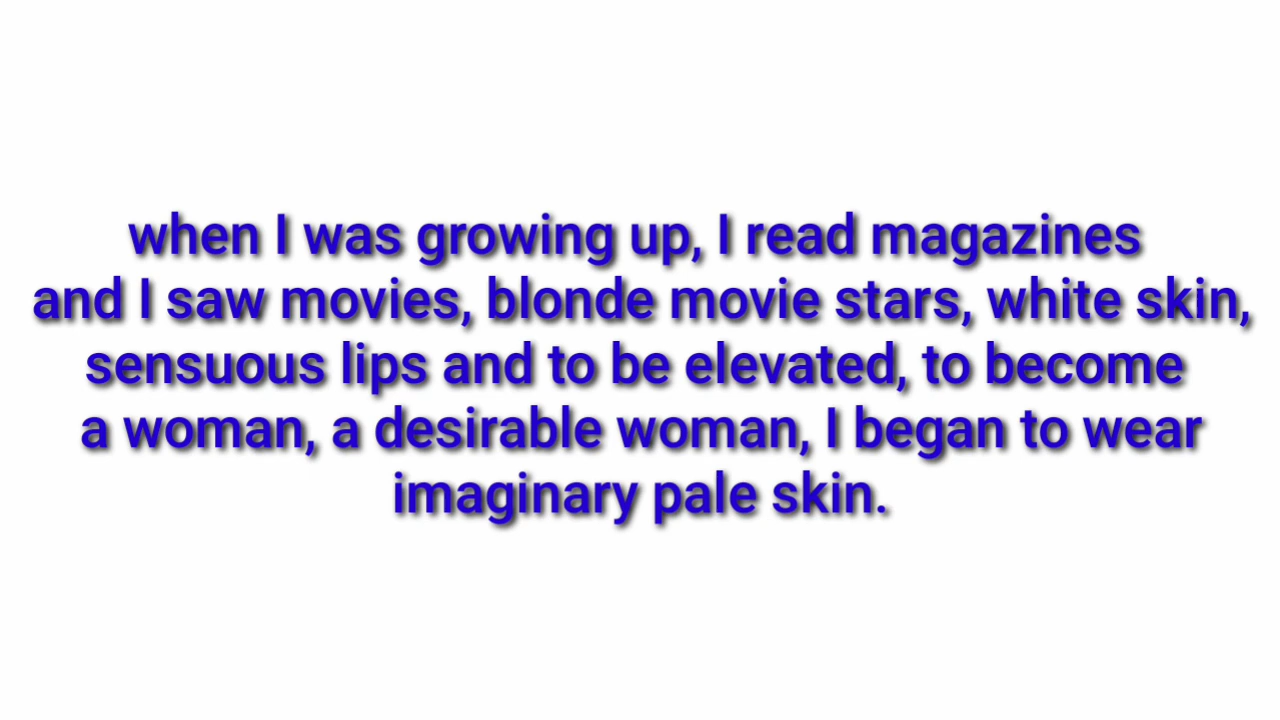 when I was growing up, I read magazines
and I saw movies, blonde movie stars, white skin,
sensuous lips and to be elevated, to become
a woman, a desirable woman, I began to wear
imaginary pale skin.